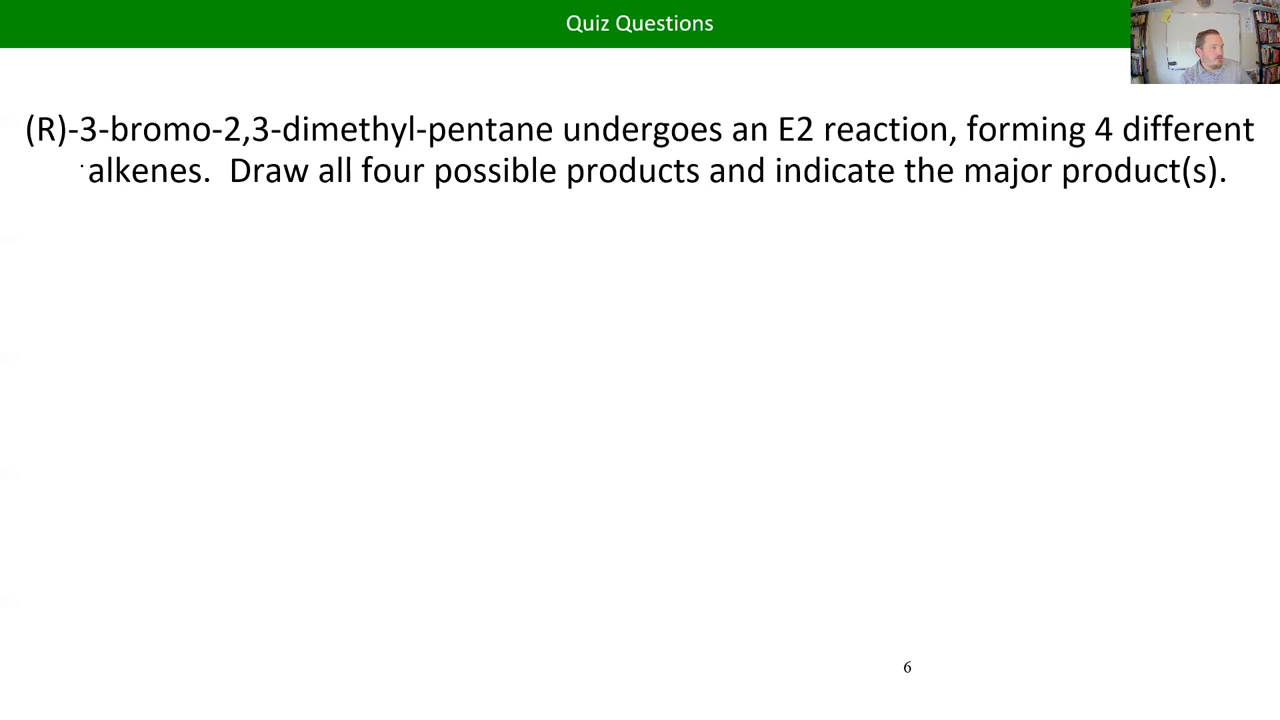 Quiz Questions
(R)-3-bromo-2,3-dimethyl-pentane undergoes an E2 reaction, forming 4 different
alkenes.  Draw all four possible products and indicate the major product(s).
6